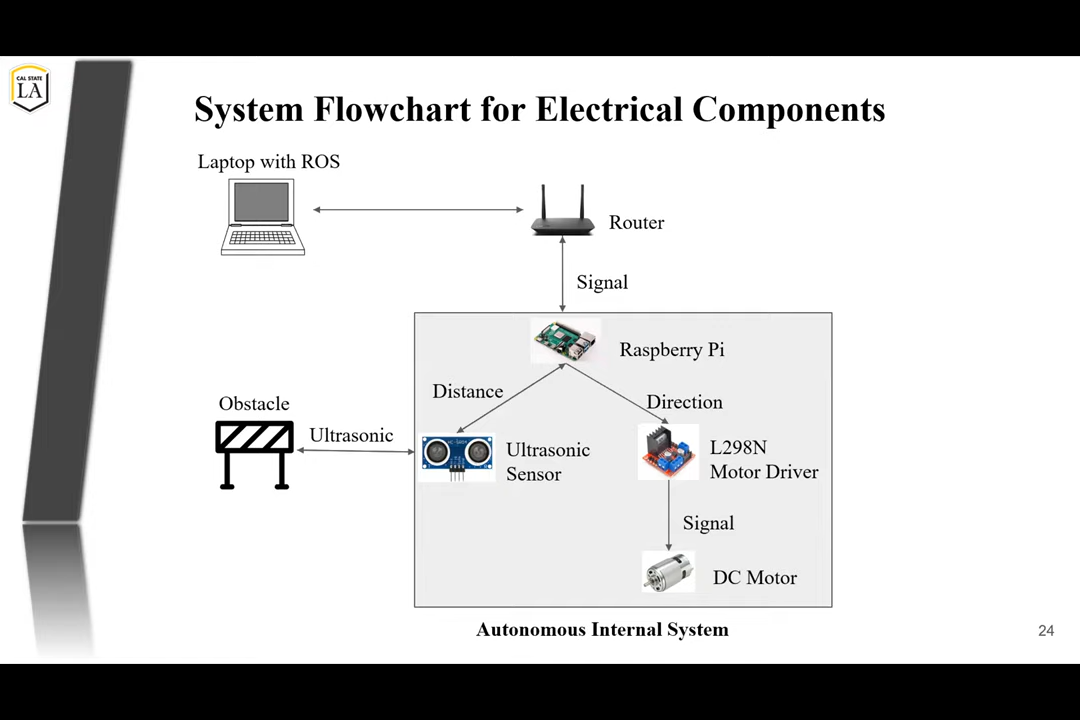 CAL STATE
LA
System Flowchart for Electrical Components
Laptop with ROS
Router
Signal
Raspberry Pi
Distance
Direction
Obstacle
Ultrasonic
Ultrasonic
Sensor
L298N
Motor Driver
Signal
DC Motor
Autonomous Internal System
24